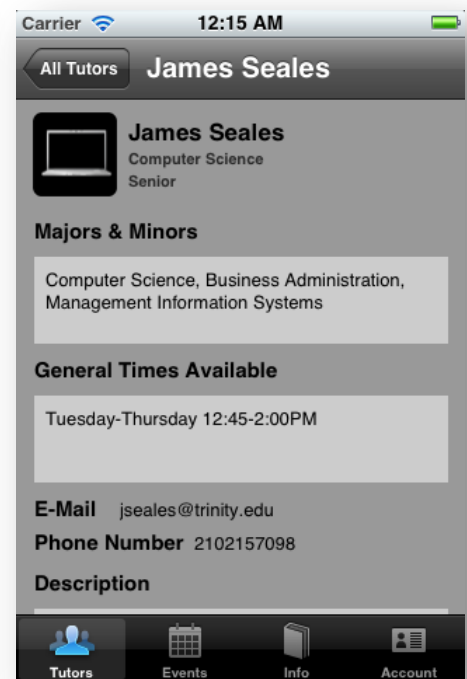 Carrier 12:15 AM
All Tutors James Seales
James Seales
Computer Science
Senior
Majors & Minors
Computer Science, Business Administration,
Management Information Systems
General Times Available
Tuesday-Thursday 12:45-2:00PM
E-Mail jseales@trinity.edu
Phone Number 2102157098
Description
Tutors Events Info Account